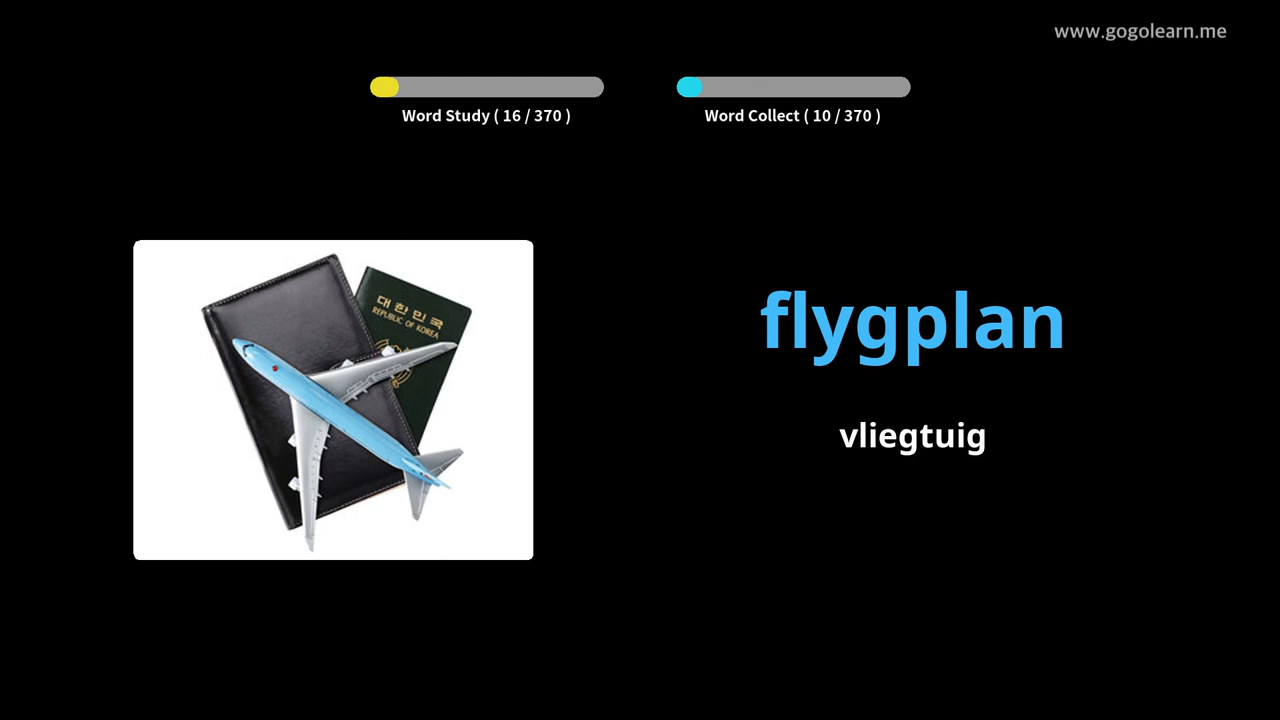 www.gogolearn.me
Word Study ( 16 / 370 )
Word Collect ( 10 / 370 )
대한민국
REPUBLIC OF KOREA
flygplan
vliegtuig